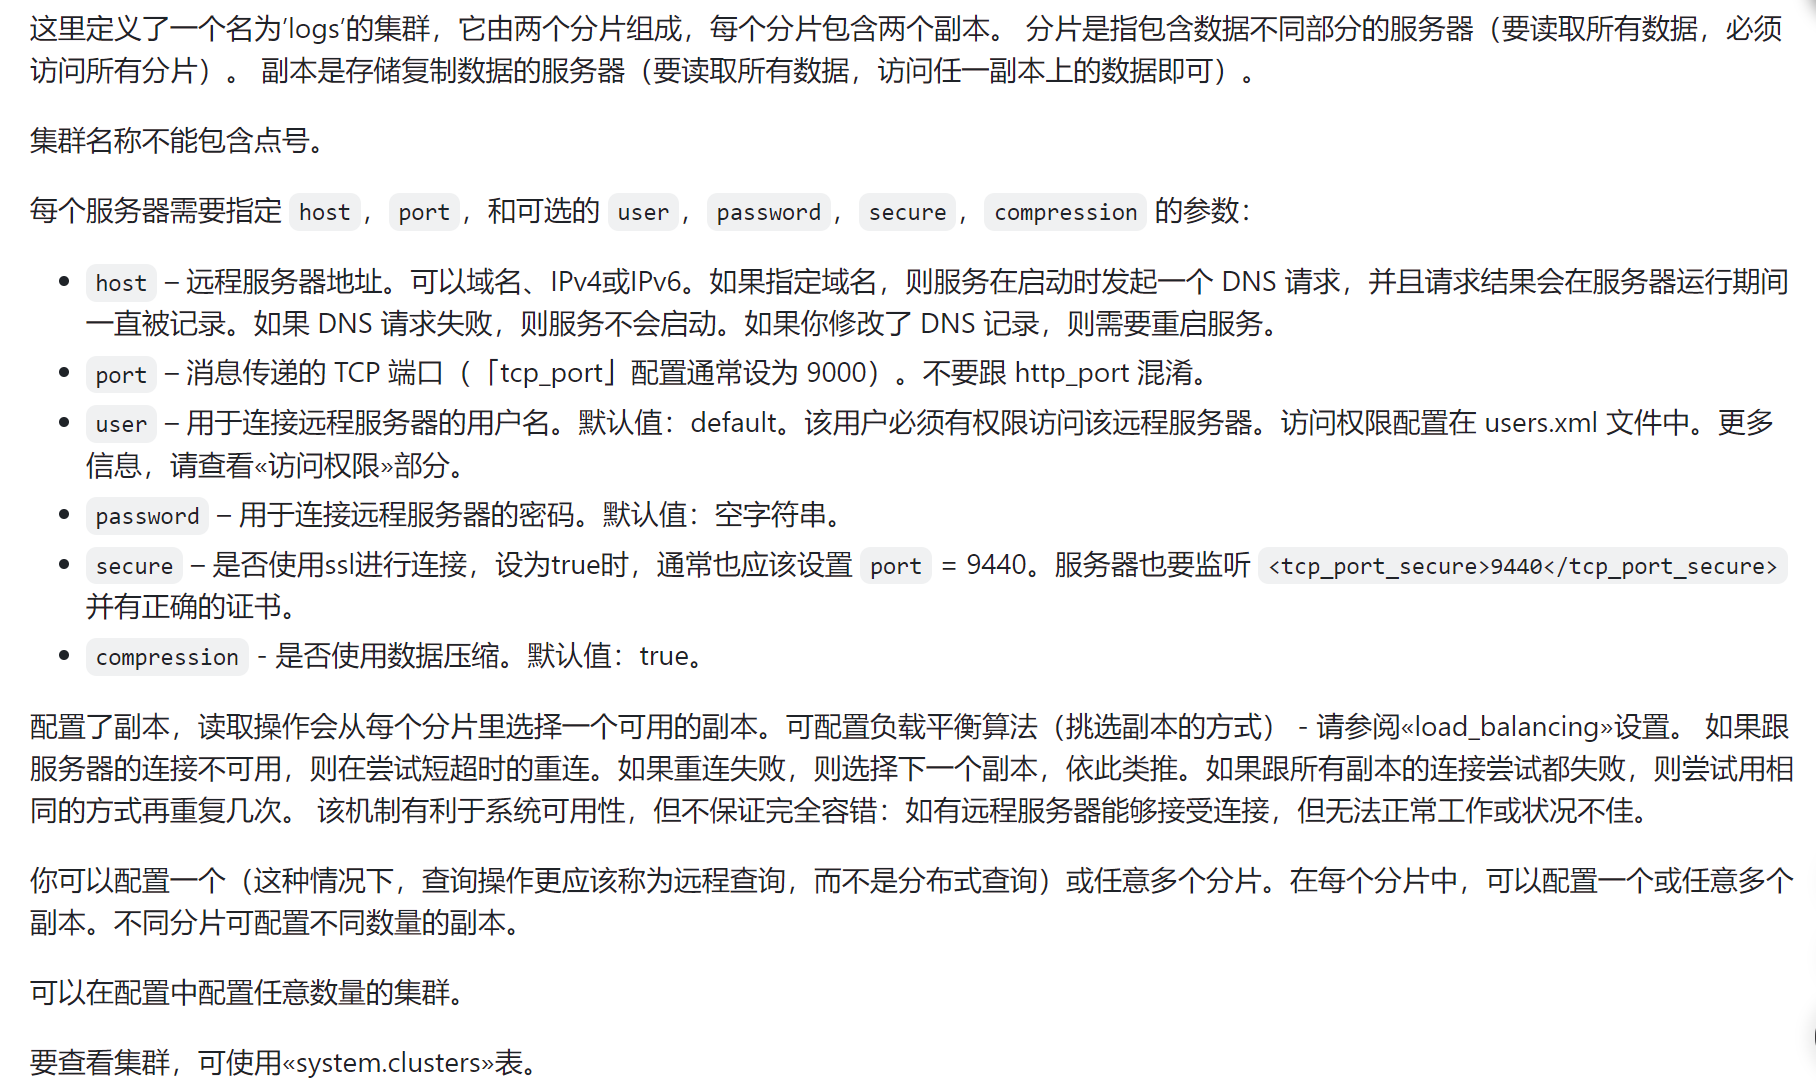 这里定义了一个名为'logs'的集群，它由两个分片组成，每个分片包含两个副本。 分片是指包含数据不同部分的服务器（要读取所有数据，必须
访问所有分片）。 副本是存储复制数据的服务器（要读取所有数据，访问任一副本上的数据即可）。
集群名称不能包含点号。
每个服务器需要指定 host，port，和可选的 user，password，secure，compression 的参数：
• host – 远程服务器地址。可以域名、IPv4或IPv6。如果指定域名，则服务在启动时发起一个 DNS 请求，并且请求结果会在服务器运行期间
一直被记录。如果 DNS 请求失败，则服务不会启动。如果你修改了 DNS 记录，则需要重启服务。
• port – 消息传递的 TCP 端口（「tcp_port」配置通常设为 9000）。不要跟 http_port 混淆。
• user – 用于连接远程服务器的用户名。默认值：default。该用户必须有权限访问该远程服务器。访问权限配置在 users.xml 文件中。更多
信息，请查看«访问权限»部分。
• password – 用于连接远程服务器的密码。默认值：空字符串。
• secure – 是否使用ssl进行连接，设为true时，通常也应该设置 port = 9440。服务器也要监听 <tcp_port_secure>9440</tcp_port_secure>
并有正确的证书。
• compression - 是否使用数据压缩。默认值：true。
配置了副本，读取操作会从每个分片里选择一个可用的副本。可配置负载平衡算法（挑选副本的方式） - 请参阅«load_balancing»设置。 如果跟
服务器的连接不可用，则在尝试短超时的重连。如果重连失败，则选择下一个副本，依此类推。如果跟所有副本的连接尝试都失败，则尝试用相
同的方式再重复几次。 该机制有利于系统可用性，但不保证完全容错：如有远程服务器能够接受连接，但无法正常工作或状况不佳。
你可以配置一个（这种情况下，查询操作更应该称为远程查询，而不是分布式查询）或任意多个分片。在每个分片中，可以配置一个或任意多个
副本。不同分片可配置不同数量的副本。
可以在配置中配置任意数量的集群。
要查看集群，可使用«system.clusters»表。